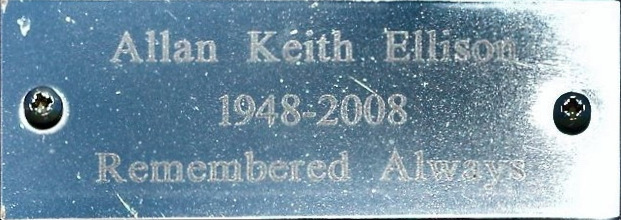 Allan Keith Ellison
1948-2008
Remembered Always